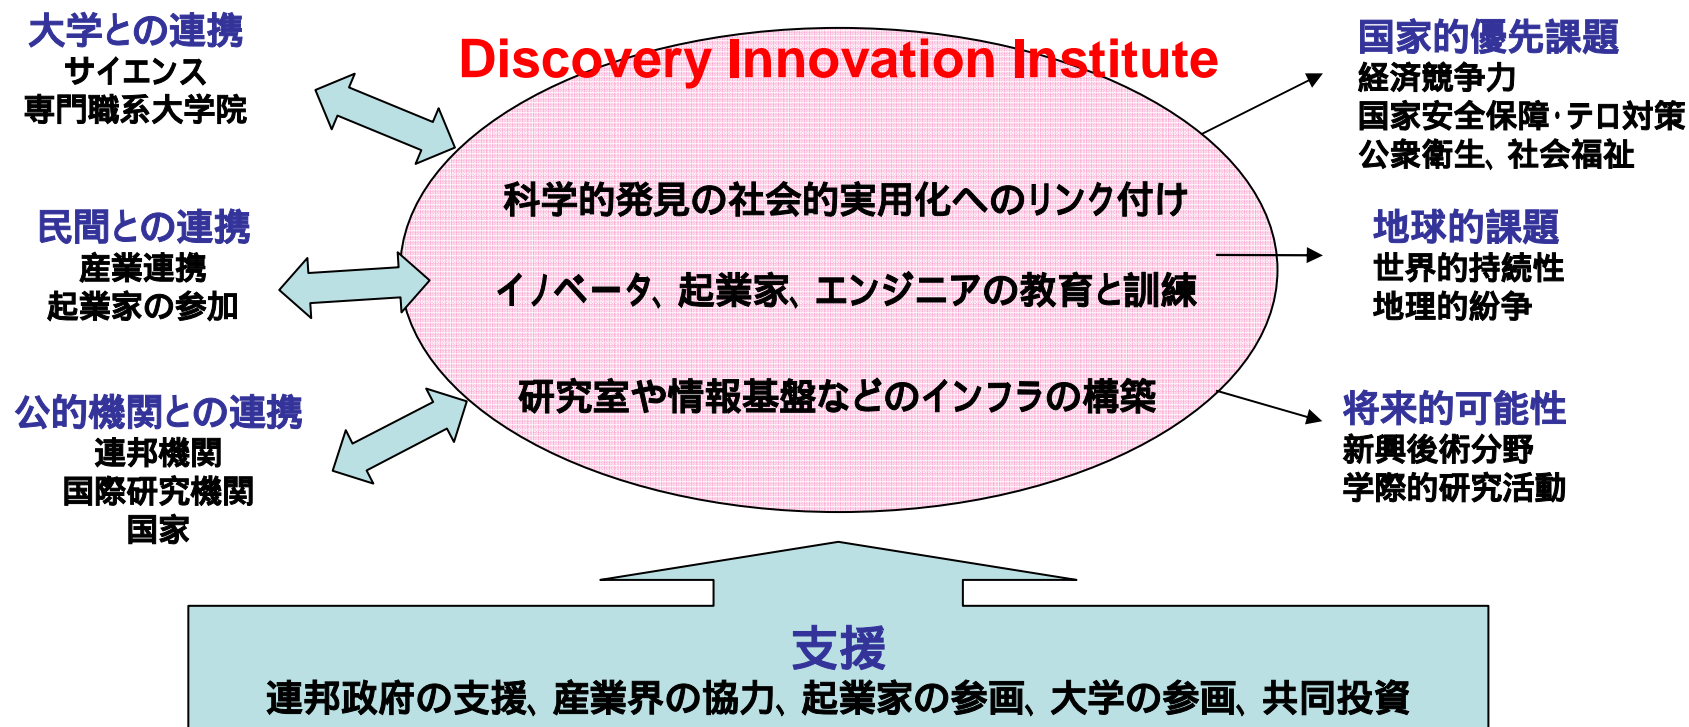 大学との連携
サイエンス
専門職系大学院
民間との連携
産業連携
起業家の参加
公的機関との連携
連邦機関
国際研究機関
国家
Discovery Innovation Institute
科学的発見の社会的実用化へのリンク付け
イノベータ、起業家、エンジニアの教育と訓練
研究室や情報基盤などのインフラの構築
国家的優先課題
経済競争力
国家安全保障・テロ対策
公衆衛生、社会福祉
地球的課題
世界的持続性
地理的紛争
将来的可能性
新興後術分野
学際的研究活動
支援
連邦政府の支援、産業界の協力、起業家の参画、大学の参画、共同投資